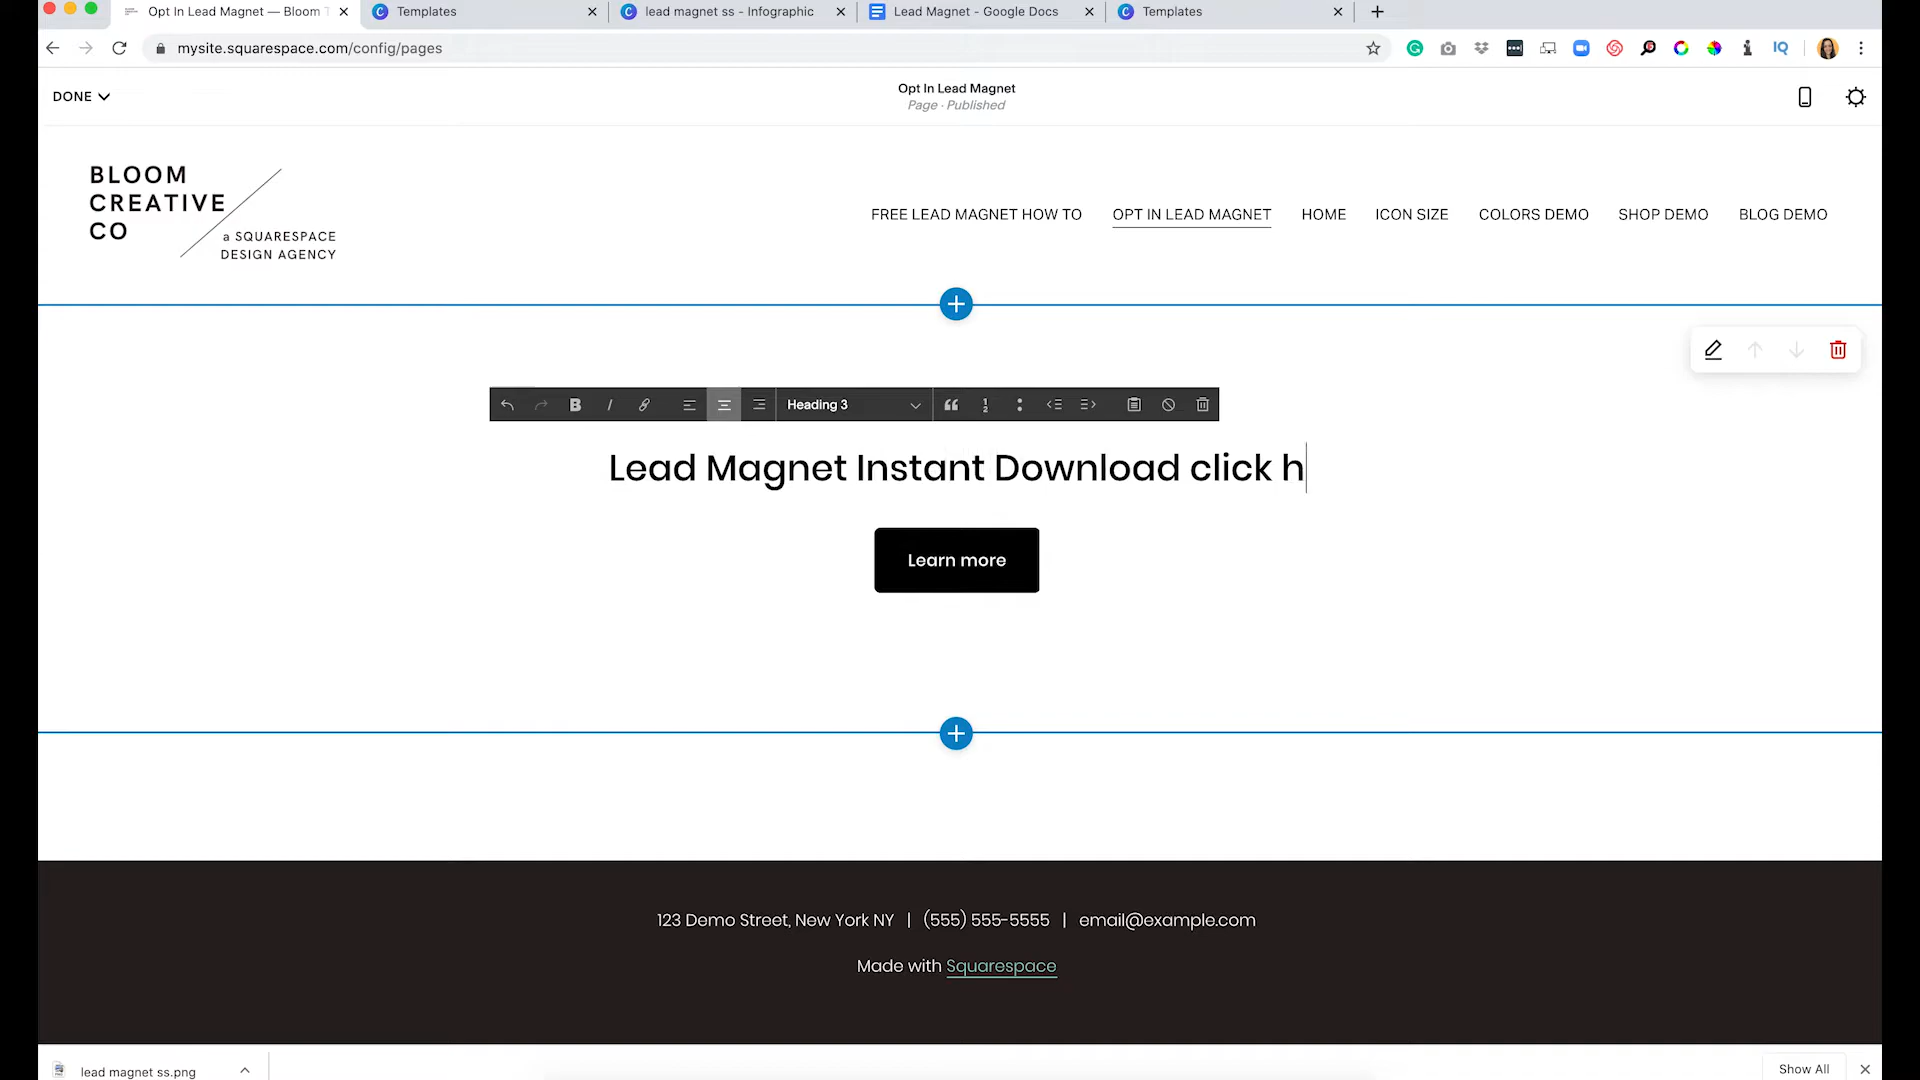 Opt In Lead Magnet — Bloom T
Templates
lead magnet ss - Infographic
Lead Magnet - Google Docs
Templates
mysite.squarespace.com/config/pages
IQ
DONE
Opt In Lead Magnet
Page · Published
BLOOM
CREATIVE
CO
a SQUARESPACE
DESIGN AGENCY
FREE LEAD MAGNET HOW TO
OPT IN LEAD MAGNET
HOME
ICON SIZE
COLORS DEMO
SHOP DEMO
BLOG DEMO
B
I
Heading 3
Lead Magnet Instant Download click h
Learn more
123 Demo Street, New York NY | (555) 555-5555 | email@example.com
Made with Squarespace
lead magnet ss.png
Show All